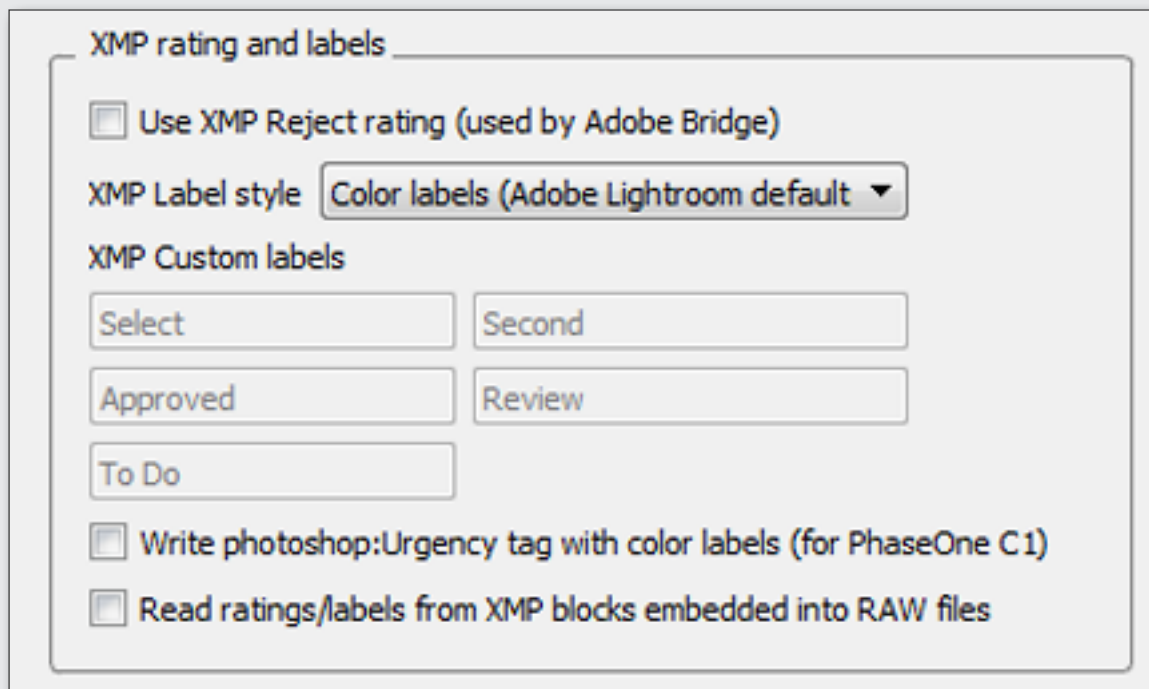 XMP rating and labels
Use XMP Reject rating (used by Adobe Bridge)
XMP Label style Color labels (Adobe Lightroom default
XMP Custom labels
Select Second
Approved Review
To Do
Write photoshop:Urgency tag with color labels (for PhaseOne C1)
Read ratings/labels from XMP blocks embedded into RAW files